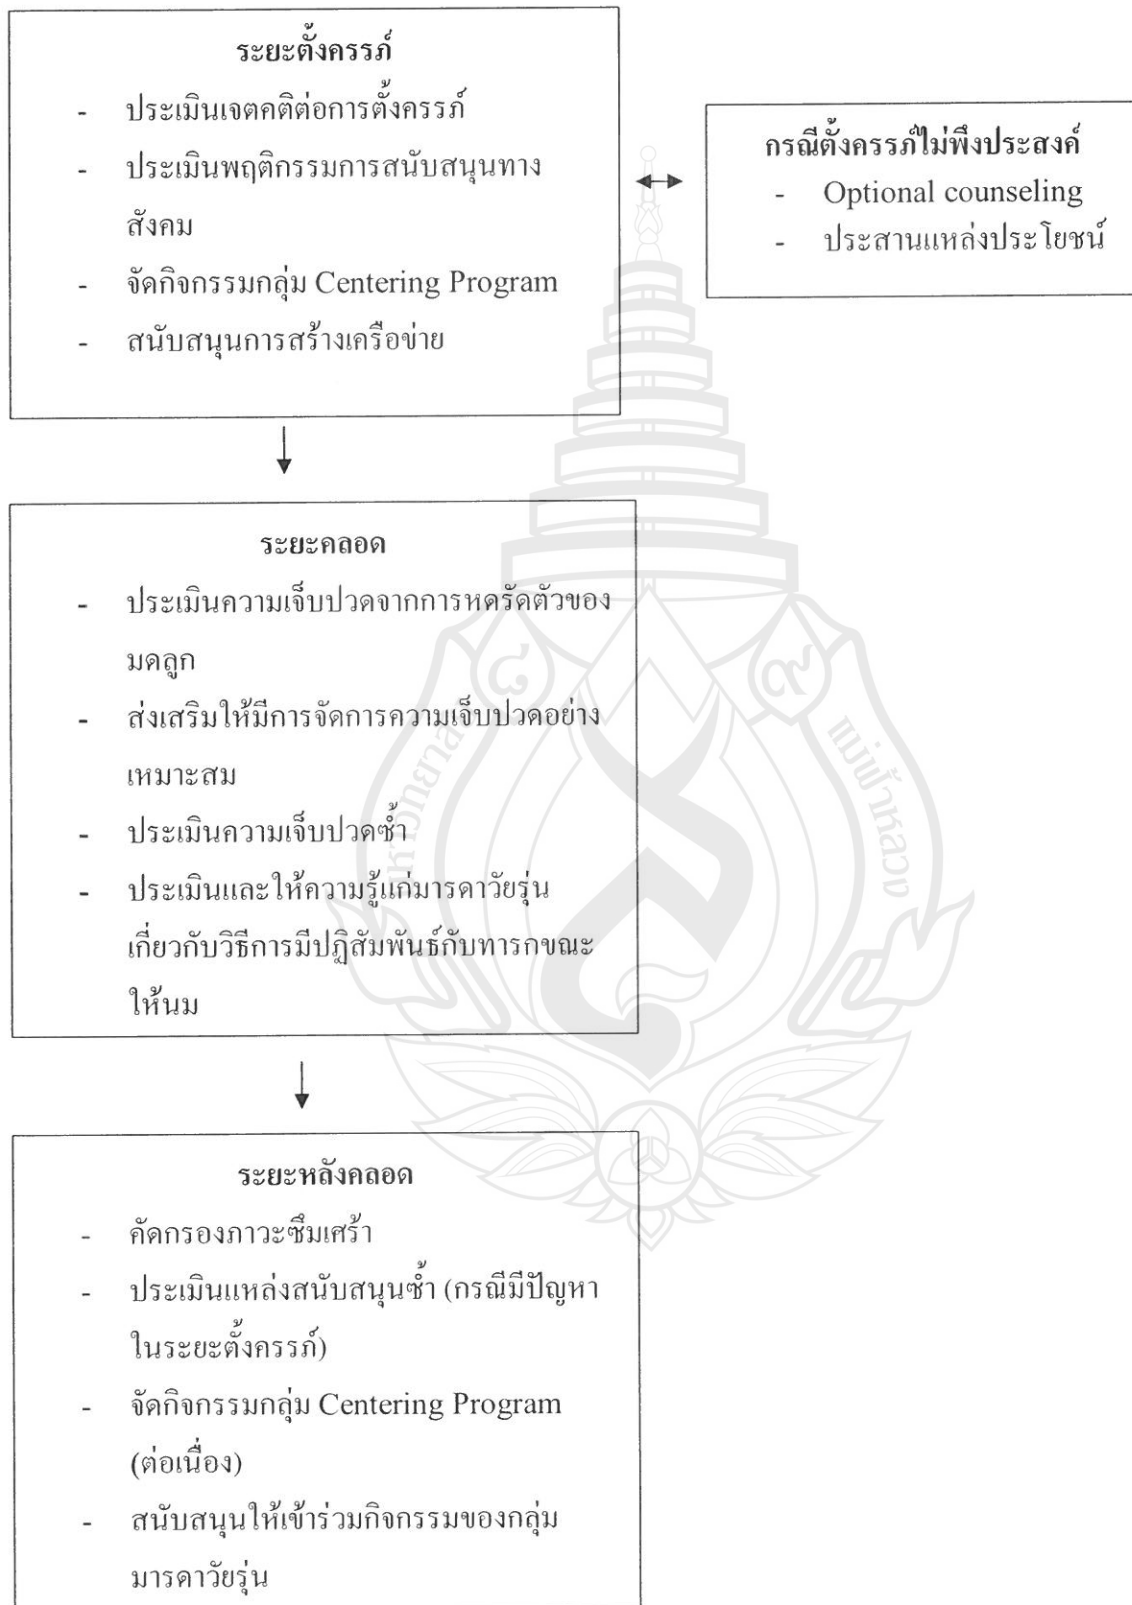 ระยะตั้งครรภ์
- ประเมินเจตคติต่อการตั้งครรภ์
- ประเมินพฤติกรรมการสนับสนุนทาง
สังคม
- จัดกิจกรรมกลุ่ม Centering Program
- สนับสนุนการสร้างเครือข่าย
กรณีตั้งครรภ์ไม่พึงประสงค์
- Optional counseling
- ประสานแหล่งประโยชน์
ระยะคลอด
- ประเมินความเจ็บปวดจากการหดรัดตัวของ
มดลูก
- ส่งเสริมให้มีการจัดการความเจ็บปวดอย่าง
เหมาะสม
- ประเมินความเจ็บปวดซ้ำ
- ประเมินและให้ความรู้แก่มารดาวัยรุ่น
เกี่ยวกับวิธีการมีปฏิสัมพันธ์กับทารกขณะ
ให้นม
ระยะหลังคลอด
- คัดกรองภาวะซึมเศร้า
- ประเมินแหล่งสนับสนุนซ้ำ (กรณีมีปัญหา
ในระยะตั้งครรภ์)
- จัดกิจกรรมกลุ่ม Centering Program
(ต่อเนื่อง)
- สนับสนุนให้เข้าร่วมกิจกรรมของกลุ่ม
มารดาวัยรุ่น
๘
๙
แม่ฟ้าหลวง